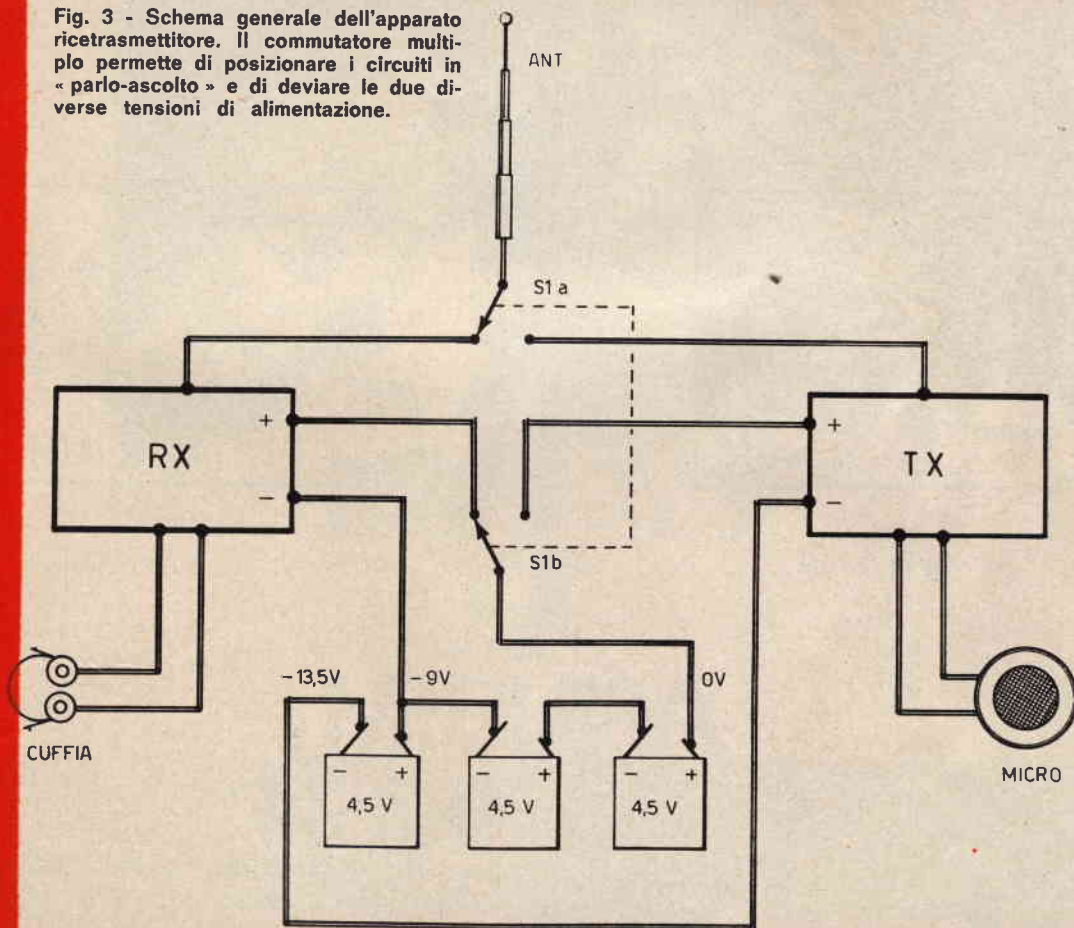 Fig. 3 - Schema generale dell'apparato
ricetrasmettitore. Il commutatore multi-
plo permette di posizionare i circuiti in
« parlo-ascolto » e di deviare le due di-
verse tensioni di alimentazione.
ANT
S1a
RX
+
−
+
−
TX
S1b
-13,5V
-9V
0V
CUFFIA
− +
4,5 V
− +
4,5 V
− +
4,5 V
MICRO